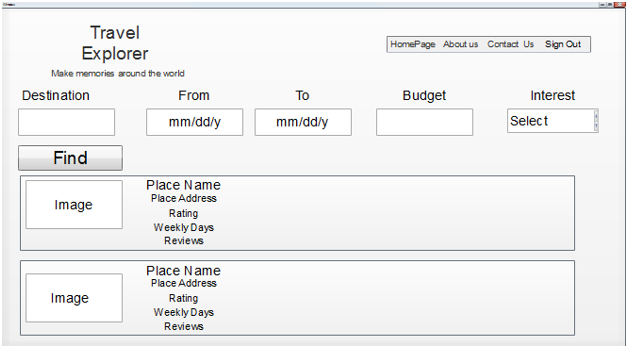 Travel
Explorer
Make memories around the world
HomePage About us Contact Us Sign Out
Destination From To Budget Interest
mm/dd/y mm/dd/y Select
Find
Image
Place Name
Place Address
Rating
Weekly Days
Reviews
Image
Place Name
Place Address
Rating
Weekly Days
Reviews